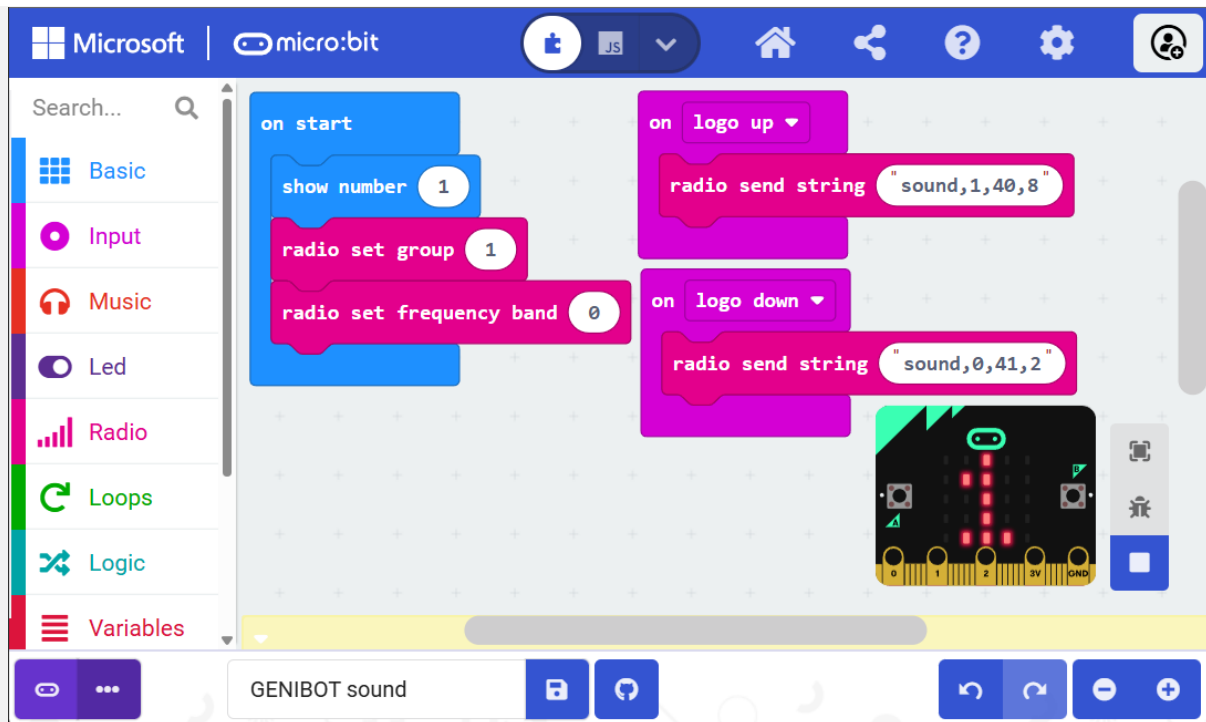 Microsoft | micro:bit
JS
Search...
Basic
Input
Music
Led
Radio
Loops
Logic
Variables
on start
show number 1
radio set group 1
radio set frequency band 0
on logo up
radio send string "sound,1,40,8"
on logo down
radio send string "sound,0,41,2"
B
A
0 1 2 3V GND
GENIBOT sound